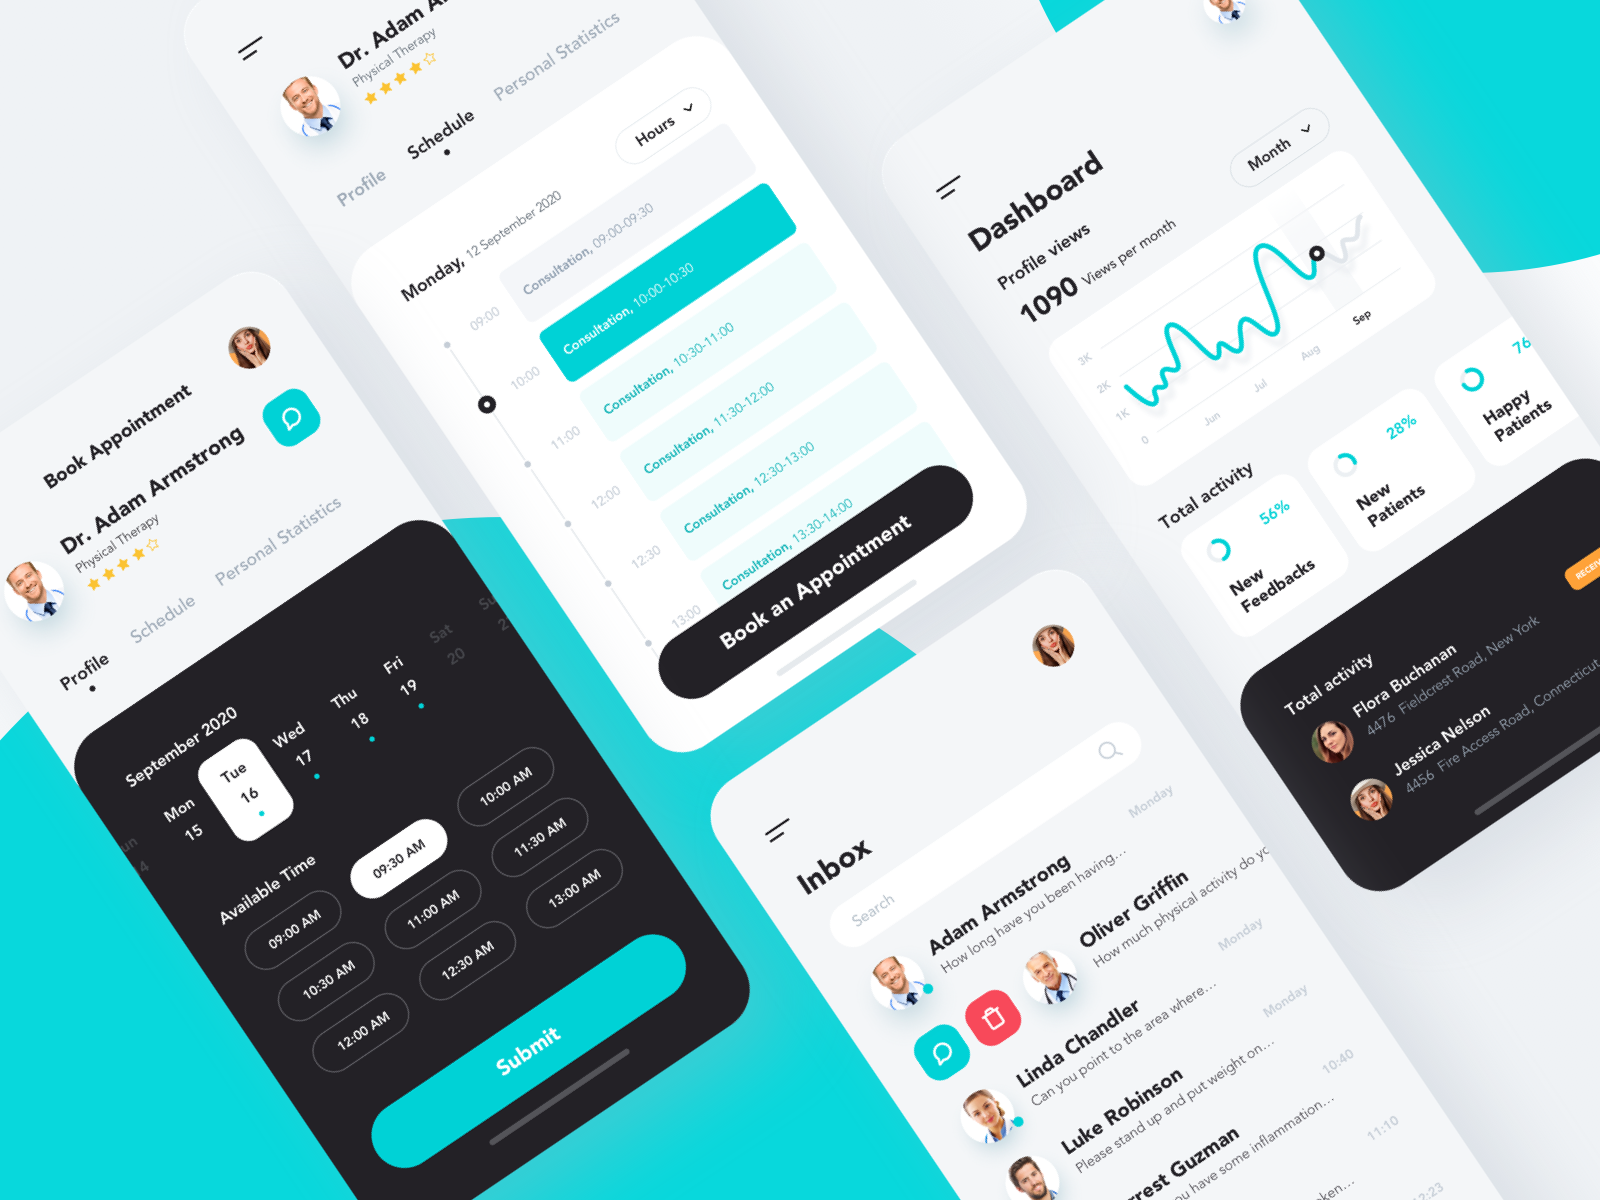 Book Appointment
Dr. Adam Armstrong
Physical Therapy
Profile
Schedule
Personal Statistics
September 2020
Mon
15
Tue
16
Wed
17
Thu
18
Fri
19
Sat
20
Available Time
09:00 AM
09:30 AM
10:00 AM
10:30 AM
11:00 AM
11:30 AM
12:00 AM
12:30 AM
13:00 AM
Submit
Dr. Adam
Physical Therapy
Profile
Schedule
Personal Statistics
Hours
Monday, 12 September 2020
09:00
Consultation, 09:00-09:30
10:00
Consultation, 10:00-10:30
11:00
Consultation, 10:30-11:00
12:00
Consultation, 11:30-12:00
12:30
Consultation, 12:30-13:00
13:00
Consultation, 13:30-14:00
Book an Appointment
Inbox
Search
Monday
Adam Armstrong
How long have you been having...
Oliver Griffin
How much physical activity do
Monday
Linda Chandler
Can you point to the area where...
Monday
Luke Robinson
Please stand up and put weight on...
10:40
Guzman
have some inflammation...
11:10
12:23
Dashboard
Month
Profile views
1090 Views per month
3K
2K
1K
0
Jun
Jul
Aug
Sep
Total activity
56%
New
Feedbacks
28%
New
Patients
76
Happy
Patients
Total activity
Flora Buchanan
4476 Fieldcrest Road, New York
Jessica Nelson
4456 Fire Access Road, Connecticut